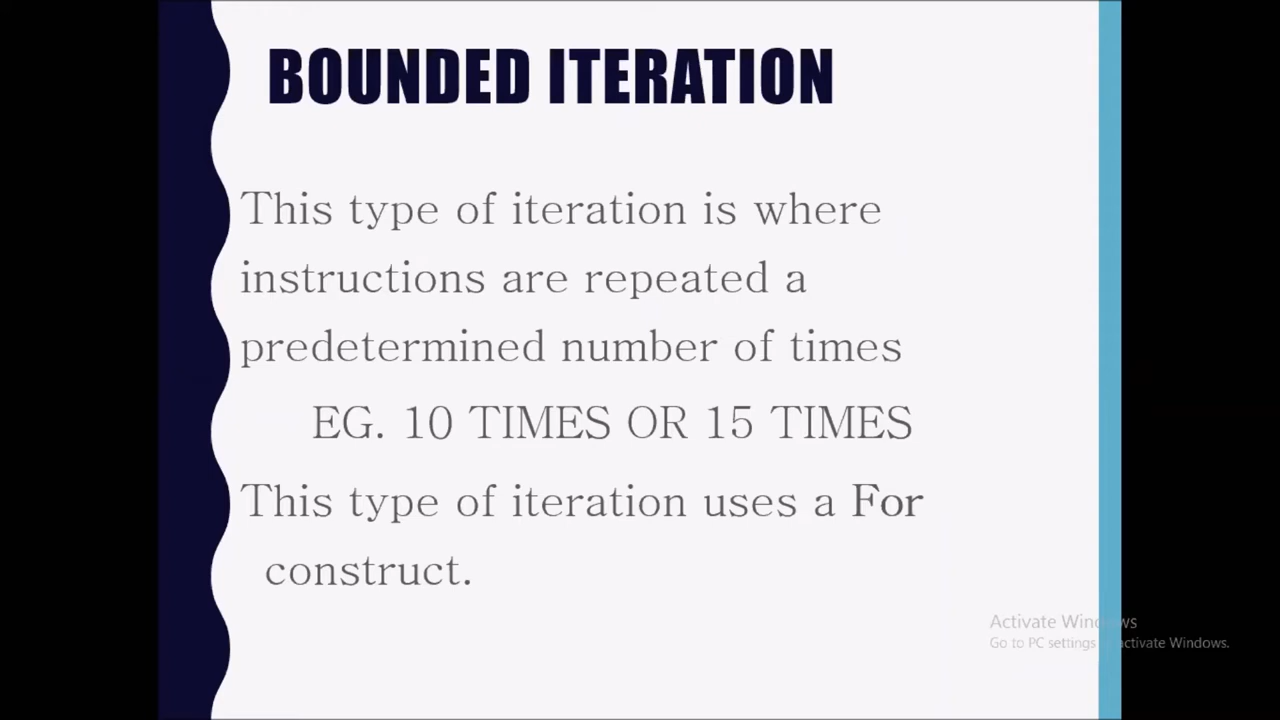 BOUNDED ITERATION
This type of iteration is where
instructions are repeated a
predetermined number of times
EG. 10 TIMES OR 15 TIMES
This type of iteration uses a For
construct.
Activate Windows
Go to PC settings to activate Windows.